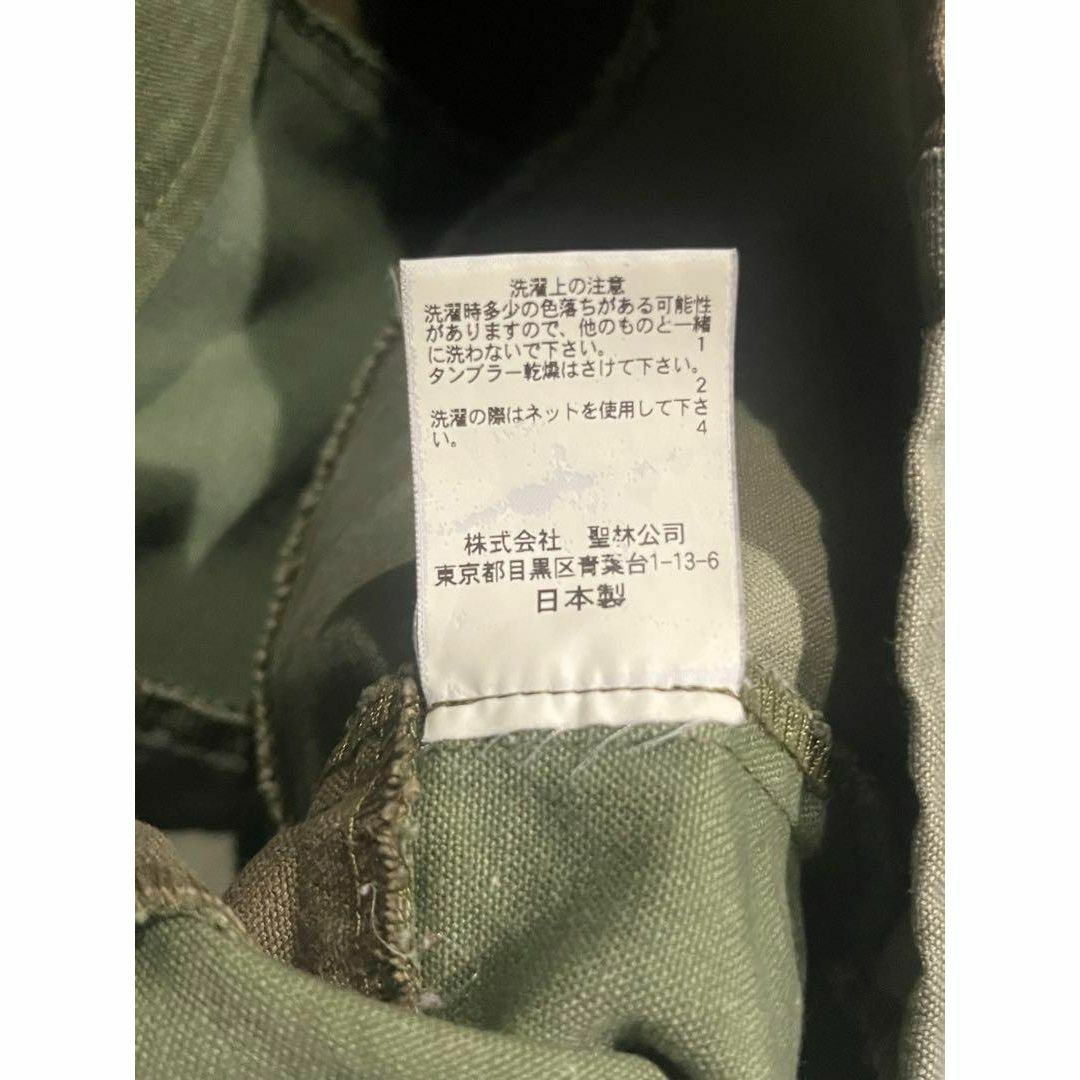 洗濯上の注意
洗濯時多少の色落ちがある可能性
がありますので、他のものと一緒
に洗わないで下さい。 1
タンブラー乾燥はさけて下さい。
2
洗濯の際はネットを使用して下さ
い。 4
株式会社 聖林公司
東京都目黒区青葉台1-13-6
日本製